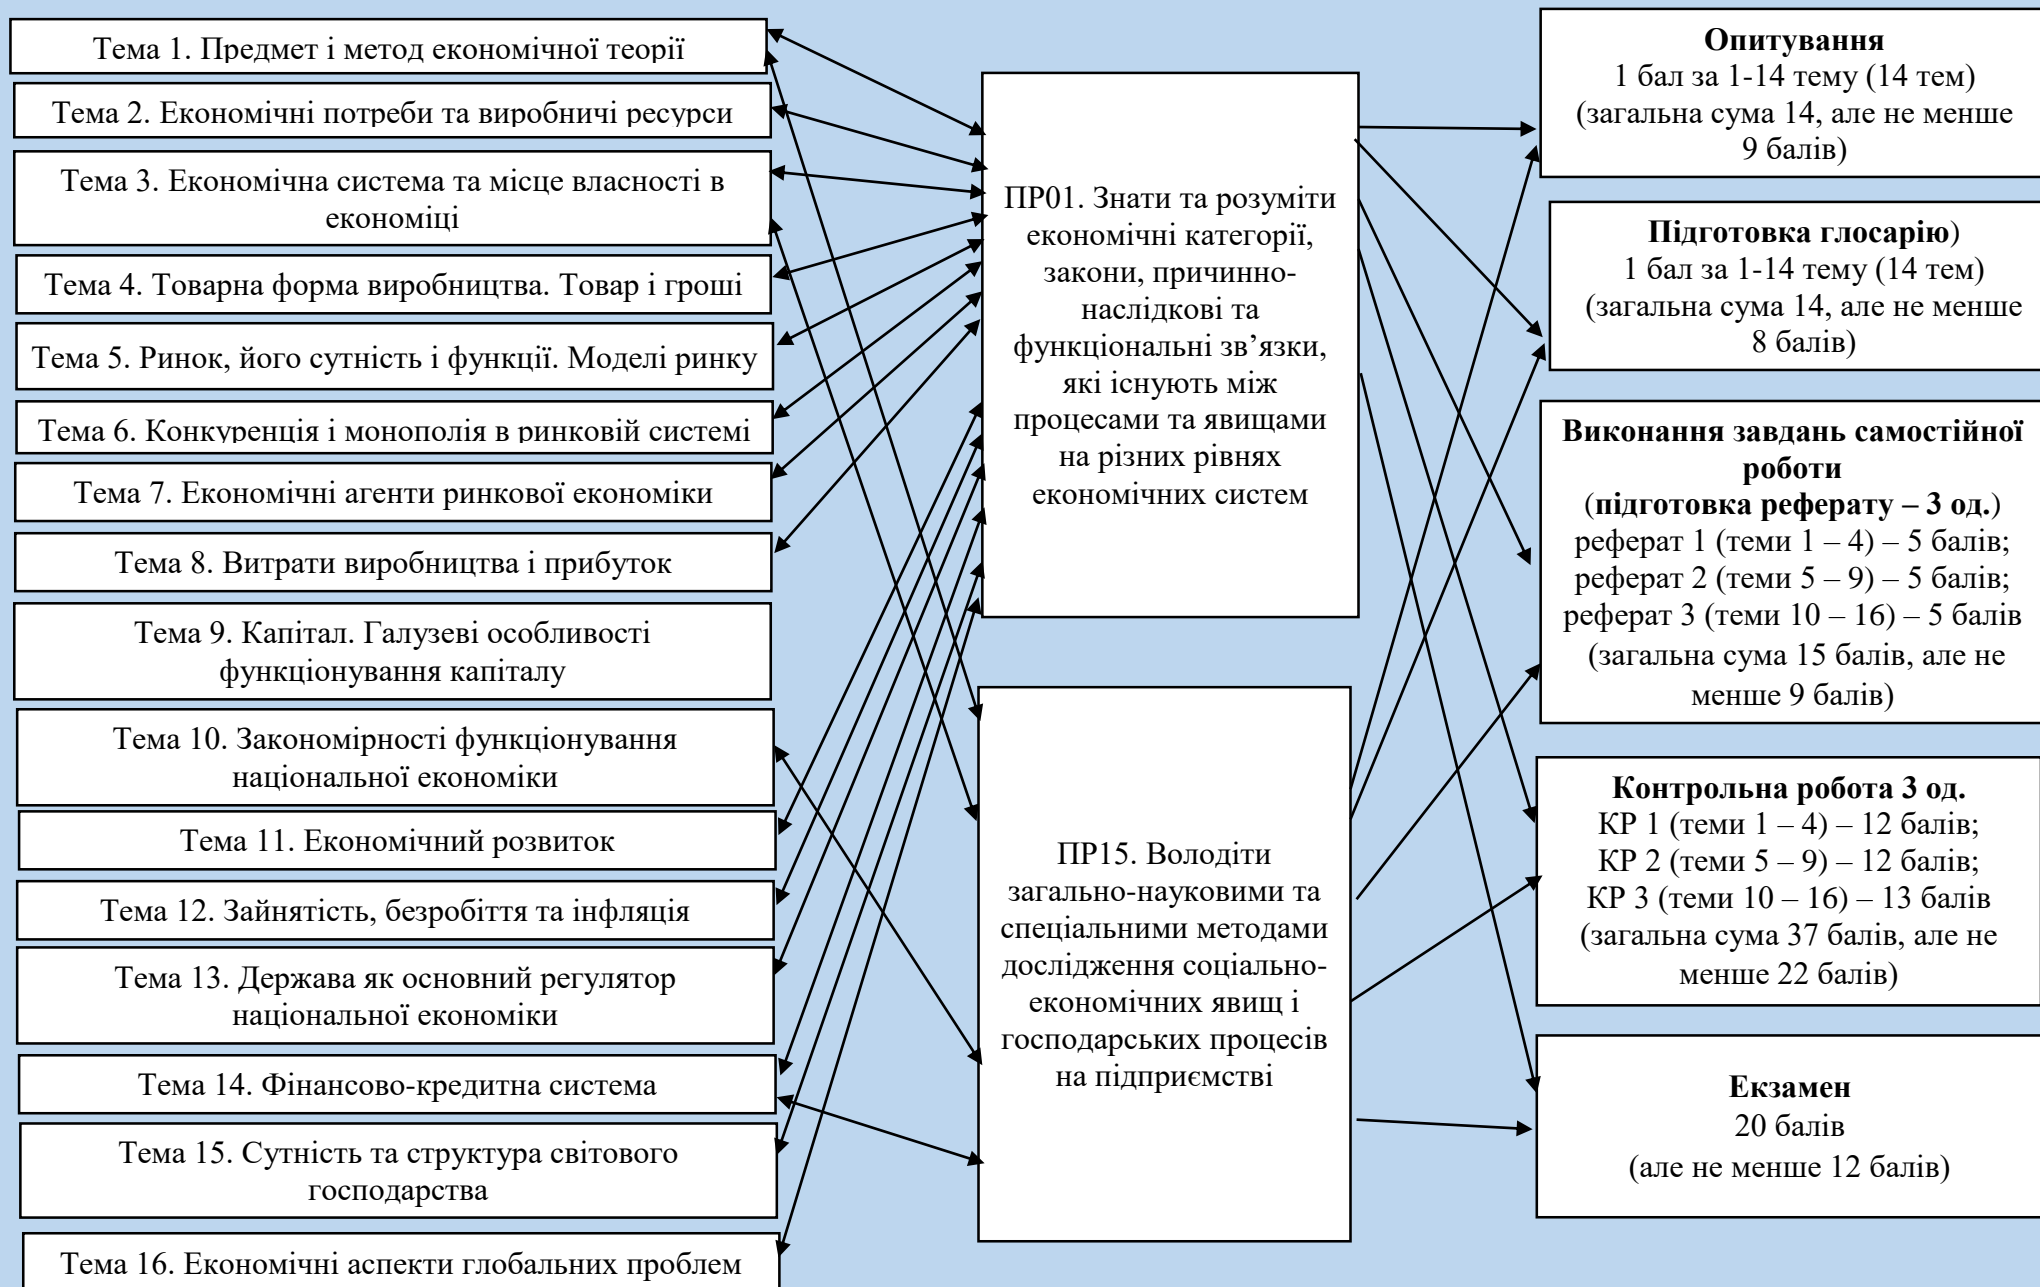 Тема 1. Предмет і метод економічної теорії
Тема 2. Економічні потреби та виробничі ресурси
Тема 3. Економічна система та місце власності в
економіці
Тема 4. Товарна форма виробництва. Товар і гроші
Тема 5. Ринок, його сутність і функції. Моделі ринку
Тема 6. Конкуренція і монополія в ринковій системі
Тема 7. Економічні агенти ринкової економіки
Тема 8. Витрати виробництва і прибуток
Тема 9. Капітал. Галузеві особливості
функціонування капіталу
Тема 10. Закономірності функціонування
національної економіки
Тема 11. Економічний розвиток
Тема 12. Зайнятість, безробіття та інфляція
Тема 13. Держава як основний регулятор
національної економіки
Тема 14. Фінансово-кредитна система
Тема 15. Сутність та структура світового
господарства
Тема 16. Економічні аспекти глобальних проблем
ПР01. Знати та розуміти
економічні категорії,
закони, причинно-
наслідкові та
функціональні зв’язки,
які існують між
процесами та явищами
на різних рівнях
економічних систем
ПР15. Володіти
загально-науковими та
спеціальними методами
дослідження соціально-
економічних явищ і
господарських процесів
на підприємстві
Опитування
1 бал за 1-14 тему (14 тем)
(загальна сума 14, але не менше
9 балів)
Підготовка глосарію)
1 бал за 1-14 тему (14 тем)
(загальна сума 14, але не менше
8 балів)
Виконання завдань самостійної
роботи
(підготовка реферату – 3 од.)
реферат 1 (теми 1 – 4) – 5 балів;
реферат 2 (теми 5 – 9) – 5 балів;
реферат 3 (теми 10 – 16) – 5 балів
(загальна сума 15 балів, але не
менше 9 балів)
Контрольна робота 3 од.
КР 1 (теми 1 – 4) – 12 балів;
КР 2 (теми 5 – 9) – 12 балів;
КР 3 (теми 10 – 16) – 13 балів
(загальна сума 37 балів, але не
менше 22 балів)
Екзамен
20 балів
(але не менше 12 балів)